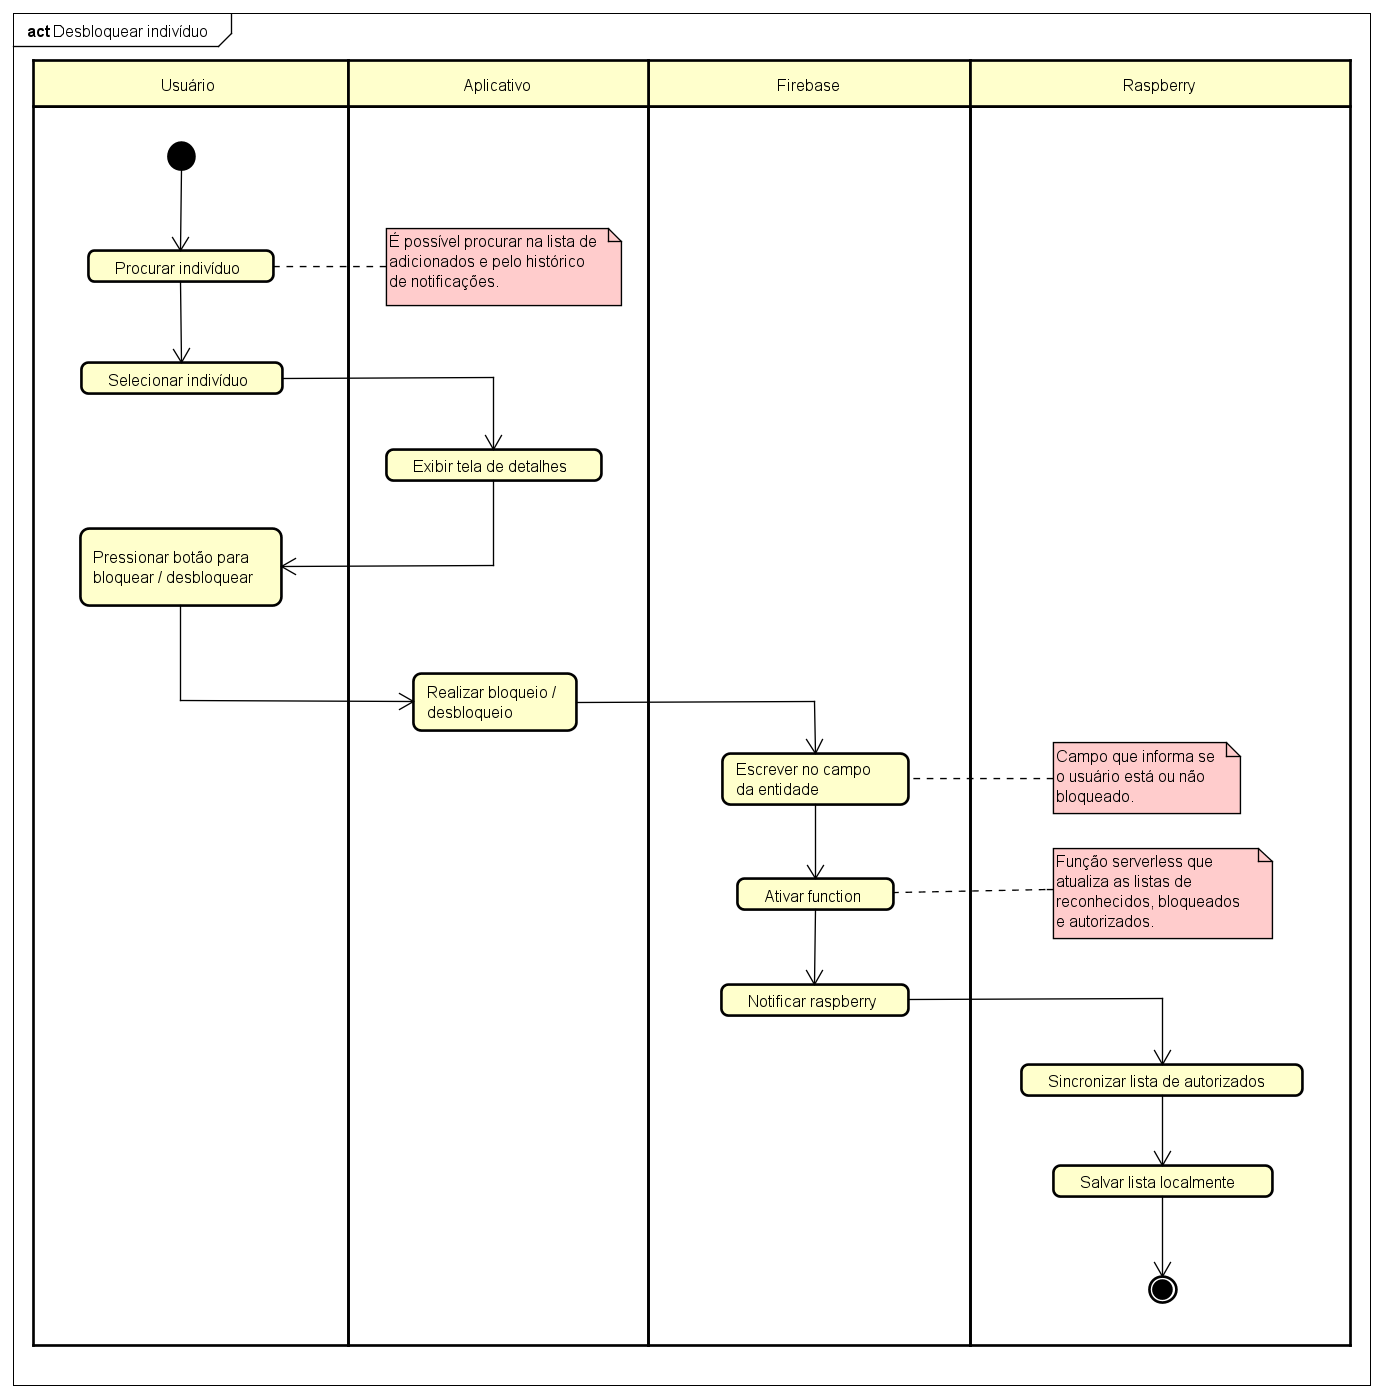 act Desbloquear indivíduo
Usuário
Aplicativo
Firebase
Raspberry
É possível procurar na lista de
adicionados e pelo histórico
de notificações.
Procurar indivíduo
Selecionar indivíduo
Exibir tela de detalhes
Pressionar botão para
bloquear / desbloquear
Realizar bloqueio /
desbloqueio
Escrever no campo
da entidade
Campo que informa se
o usuário está ou não
bloqueado.
Ativar function
Função serverless que
atualiza as listas de
reconhecidos, bloqueados
e autorizados.
Notificar raspberry
Sincronizar lista de autorizados
Salvar lista localmente